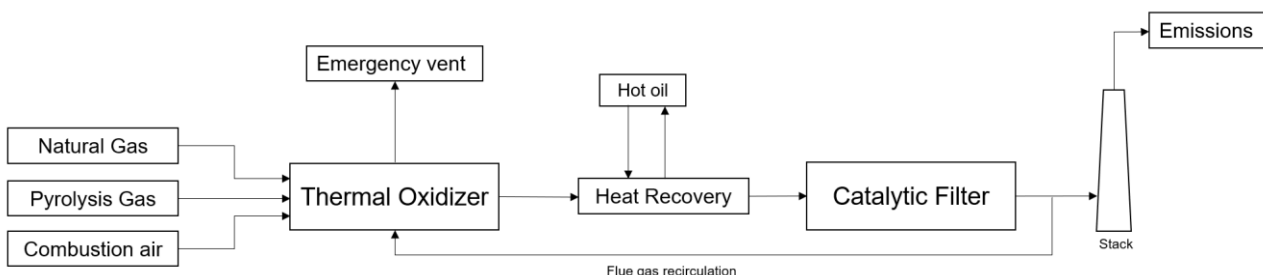 Emissions
Emergency vent
Hot oil
Natural Gas
Pyrolysis Gas
Combustion air
Thermal Oxidizer
Heat Recovery
Catalytic Filter
Stack
Flue gas recirculation